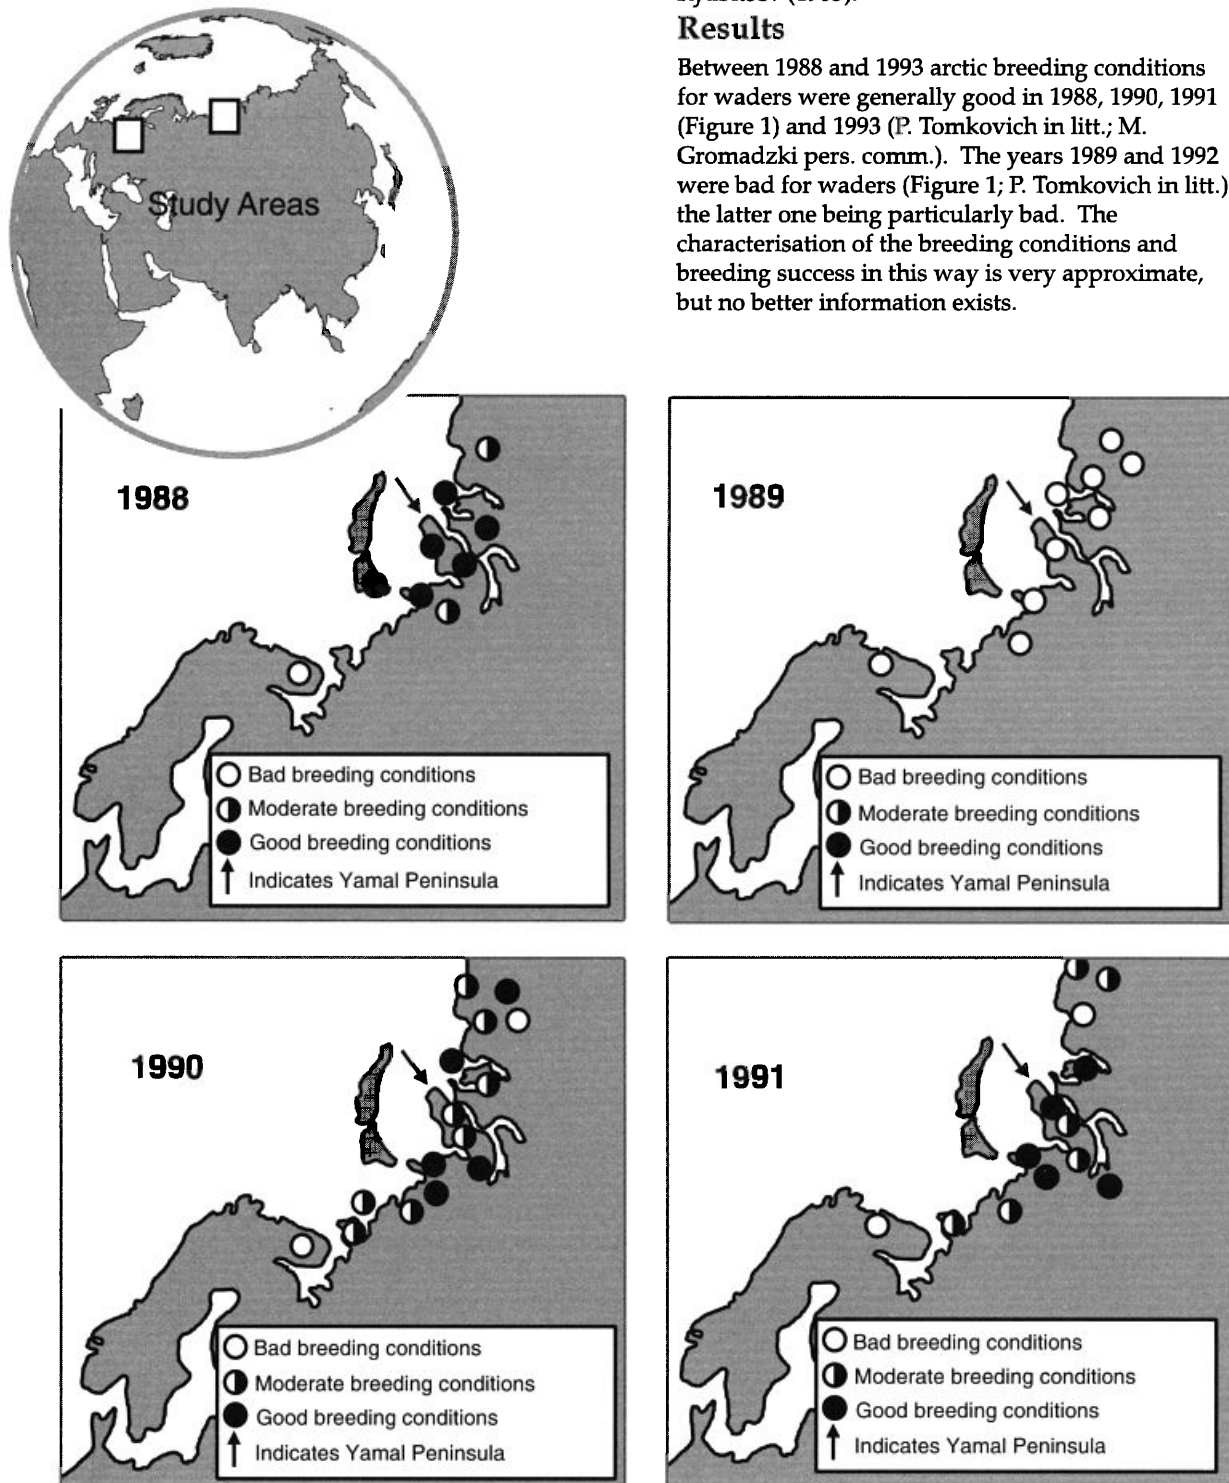 Results
Between 1988 and 1993 arctic breeding conditions
for waders were generally good in 1988, 1990, 1991
(Figure 1) and 1993 (P. Tomkovich in litt.; M.
Gromadzki pers. comm.). The years 1989 and 1992
were bad for waders (Figure 1; P. Tomkovich in litt.)
the latter one being particularly bad. The
characterisation of the breeding conditions and
breeding success in this way is very approximate,
but no better information exists.
Study Areas
1988
Bad breeding conditions
Moderate breeding conditions
Good breeding conditions
Indicates Yamal Peninsula
1989
Bad breeding conditions
Moderate breeding conditions
Good breeding conditions
Indicates Yamal Peninsula
1990
Bad breeding conditions
Moderate breeding conditions
Good breeding conditions
Indicates Yamal Peninsula
1991
Bad breeding conditions
Moderate breeding conditions
Good breeding conditions
Indicates Yamal Peninsula